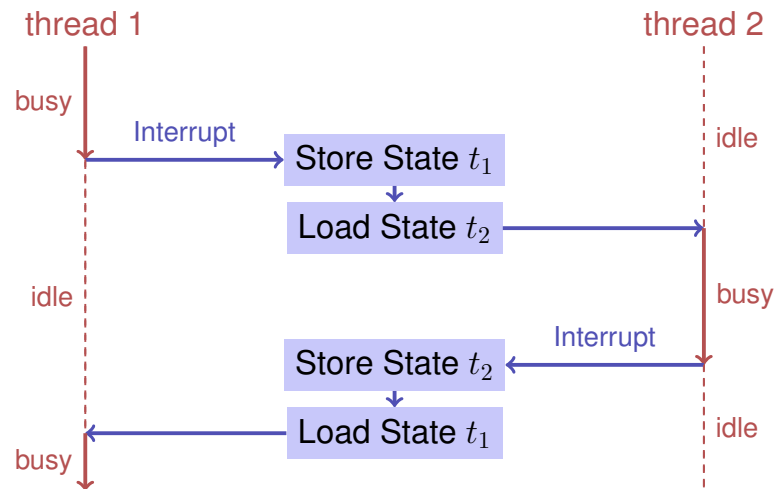 thread 1
thread 2
busy
Interrupt
idle
Store State t₁
Load State t₂
idle
busy
Interrupt
Store State t₂
Load State t₁
idle
busy